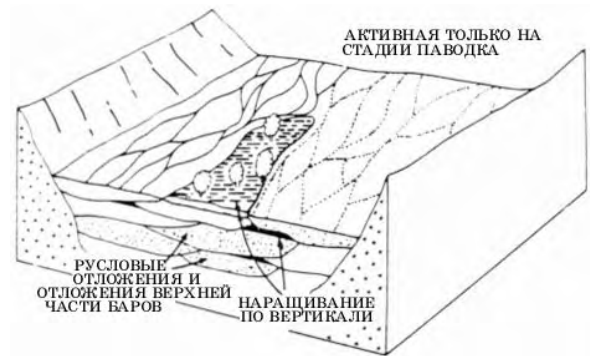 АКТИВНАЯ ТОЛЬКО НА
СТАДИИ ПАВОДКА
РУСЛОВЫЕ
ОТЛОЖЕНИЯ И
ОТЛОЖЕНИЯ ВЕРХНЕЙ
ЧАСТИ БАРОВ
НАРАЩИВАНИЕ
ПО ВЕРТИКАЛИ